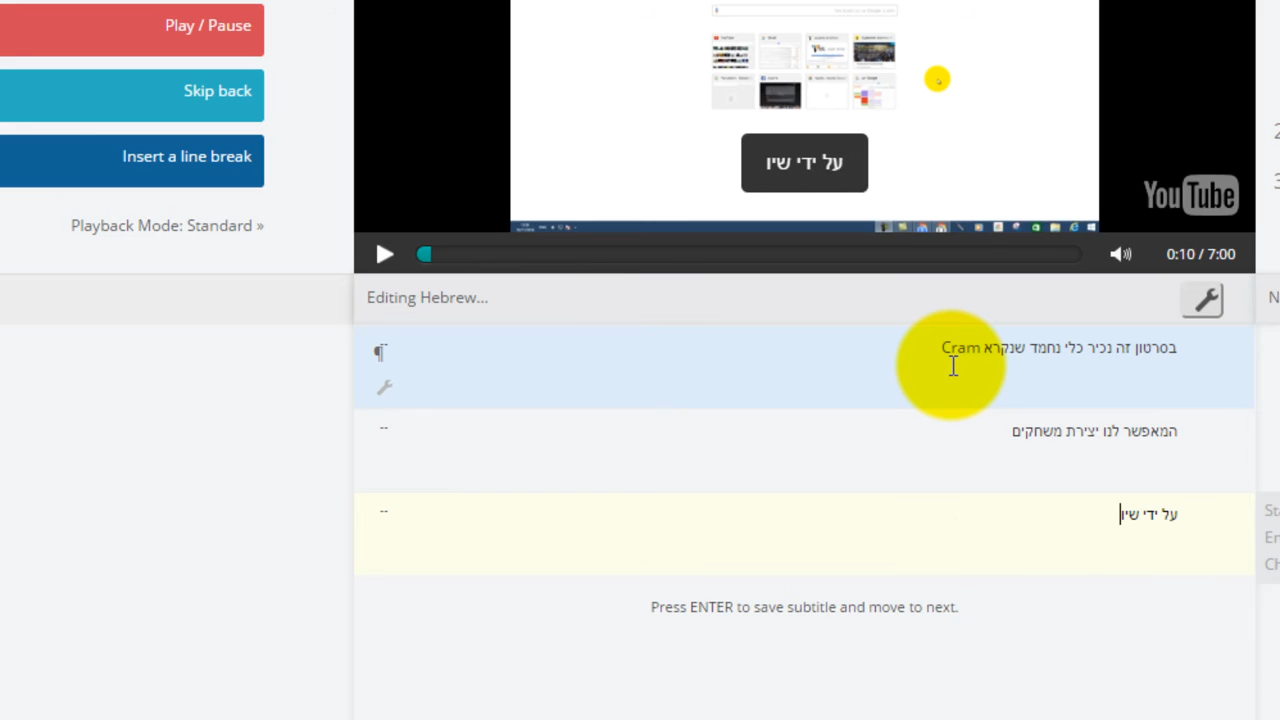 Play / Pause
Skip back
Insert a line break
Playback Mode: Standard »
על ידי שיו
YouTube
0:10 / 7:00
Editing Hebrew...
בסרטון זה נכיר כלי נחמד שנקרא Cram
המאפשר לנו יצירת משחקים
על ידי שיו
Press ENTER to save subtitle and move to next.